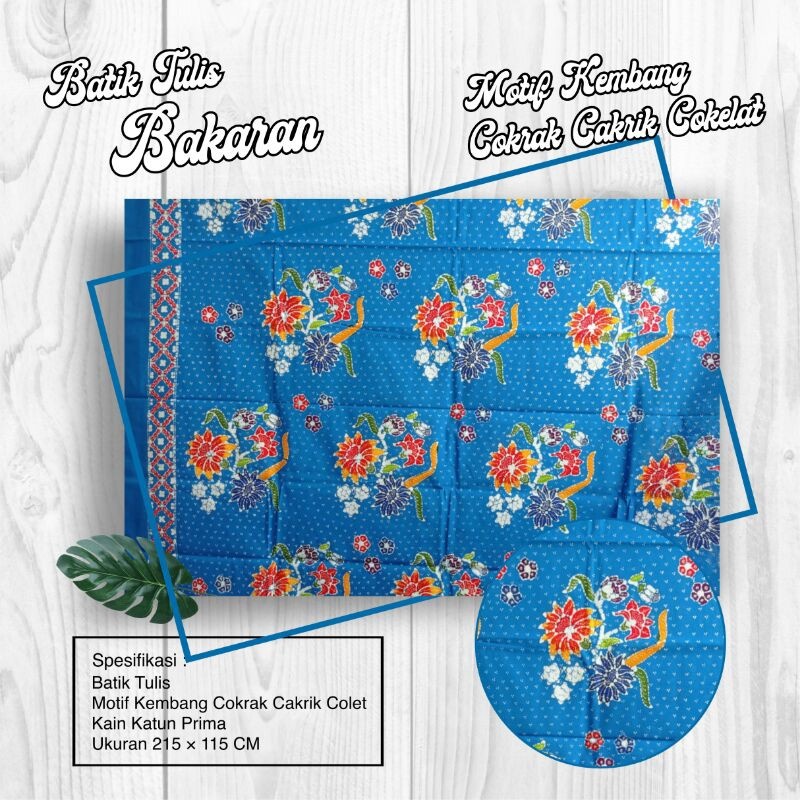 Batik Tulis
Bakaran
Motif Kembang
Cokrak Cakrik Cokelat
Spesifikasi :
Batik Tulis
Motif Kembang Cokrak Cakrik Colet
Kain Katun Prima
Ukuran 215 × 115 CM